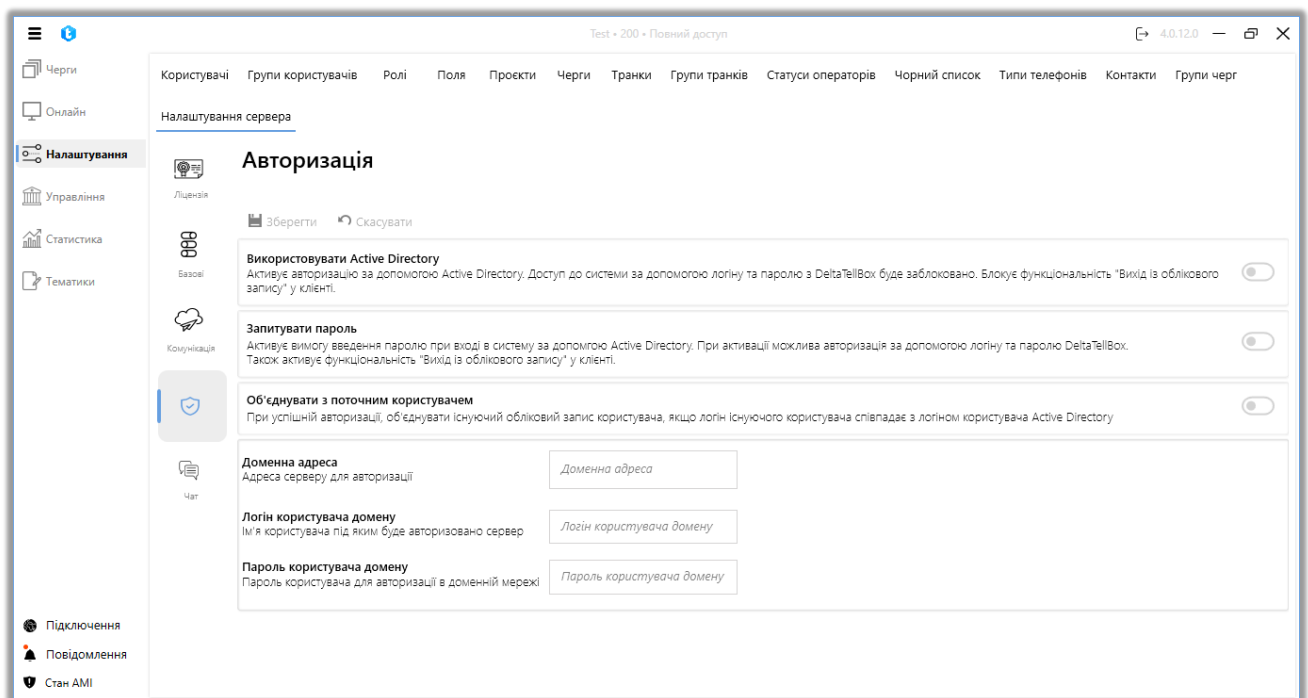 Test • 200 • Повний доступ
4.0.12.0
Черги
Онлайн
Налаштування
Управління
Статистика
Тематики
Підключення
Повідомлення
Стан AMI
Користувачі Групи користувачів Ролі Поля Проєкти Черги Транки Групи транків Статуси операторів Чорний список Типи телефонів Контакти Групи черг
Налаштування сервера
Ліцензія
Базові
Комунікація
Чат
Авторизація
Зберегти Скасувати
Використовувати Active Directory
Активує авторизацію за допомогою Active Directory. Доступ до системи за допомогою логіну та паролю з DeltaTellBox буде заблоковано. Блокує функціональність "Вихід із облікового
запису" у клієнті.
Запитувати пароль
Активує вимогу введення паролю при вході в систему за допомгою Active Directory. При активації можлива авторизація за допомогою логіну та паролю DeltaTellBox.
Також активує функціональність "Вихід із облікового запису" у клієнті.
Об'єднувати з поточним користувачем
При успішній авторизації, об'єднувати існуючий обліковий запис користувача, якщо логін існуючого користувача співпадає з логіном користувача Active Directory
Доменна адреса
Адреса серверу для авторизації
Доменна адреса
Логін користувача домену
Ім'я користувача під яким буде авторизовано сервер
Логін користувача домену
Пароль користувача домену
Пароль користувача для авторизації в доменній мережі
Пароль користувача домену